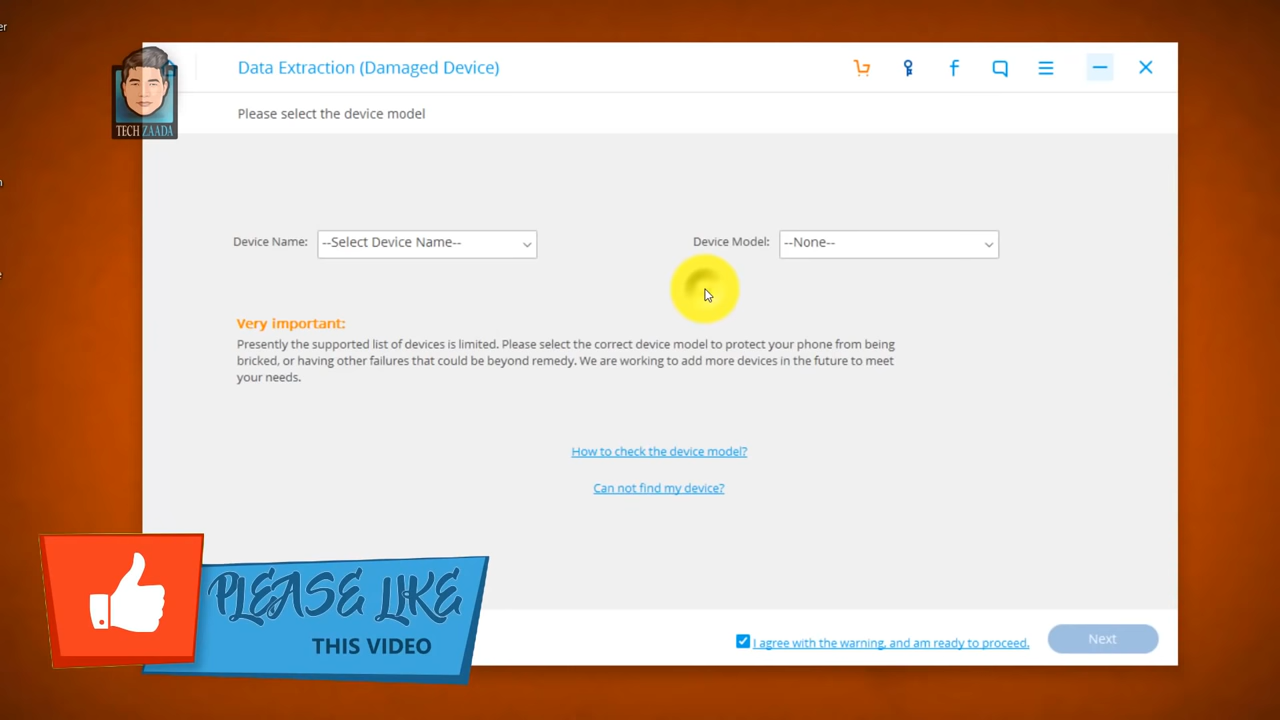 er
Data Extraction (Damaged Device)
TECH ZAADA
Please select the device model
Device Name:
--Select Device Name--
Device Model:
--None--
Very important:
Presently the supported list of devices is limited. Please select the correct device model to protect your phone from being
bricked, or having other failures that could be beyond remedy. We are working to add more devices in the future to meet
your needs.
How to check the device model?
Can not find my device?
PLEASE LIKE
THIS VIDEO
I agree with the warning, and am ready to proceed.
Next